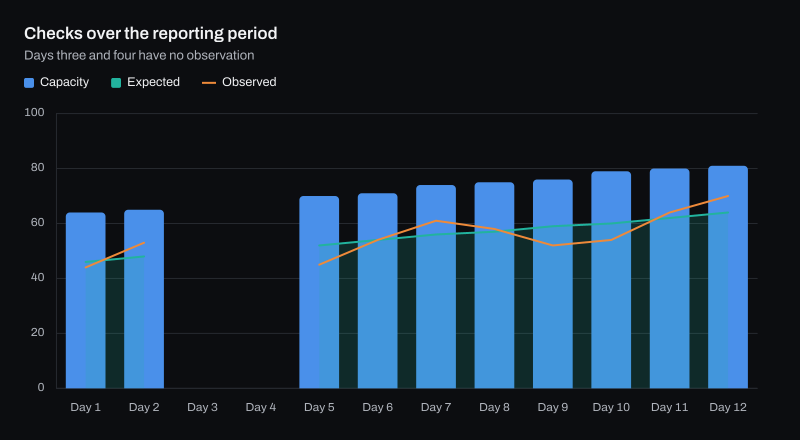 Checks over the reporting period
Days three and four have no observation
Capacity Expected Observed
100
80
60
40
20
0
Day 1 Day 2 Day 3 Day 4 Day 5 Day 6 Day 7 Day 8 Day 9 Day 10 Day 11 Day 12